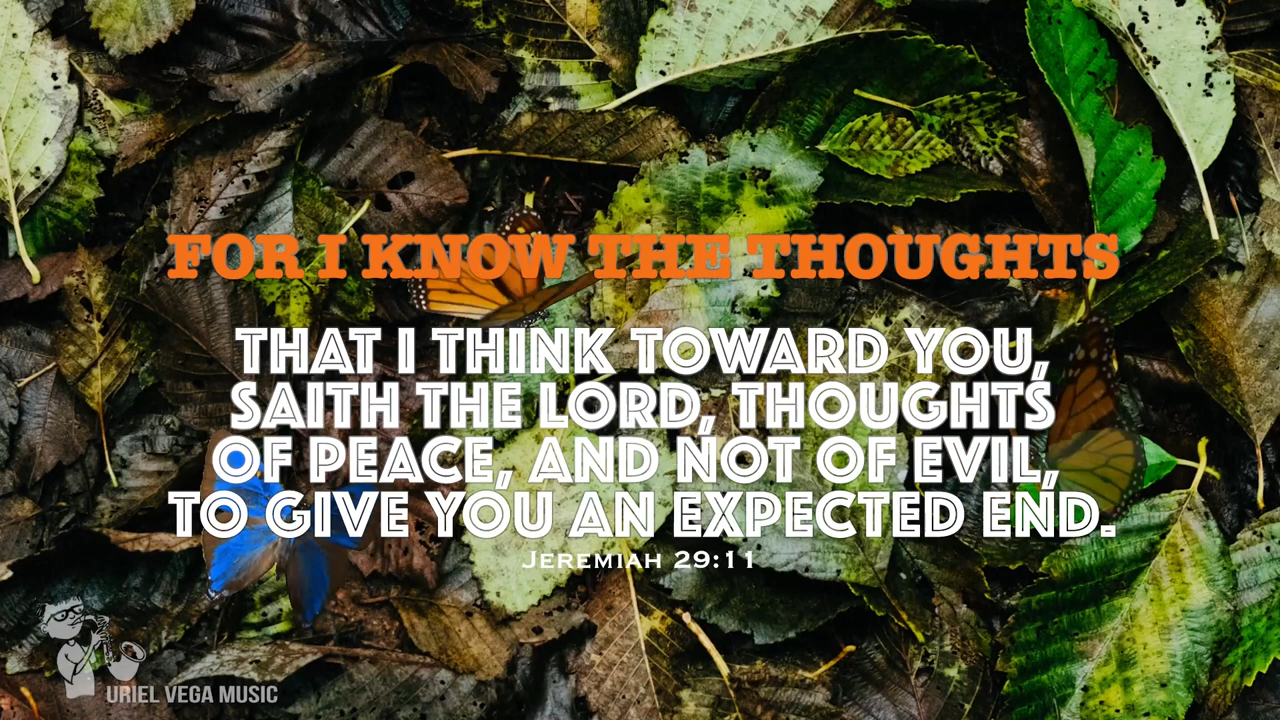 FOR I KNOW THE THOUGHTS
THAT I THINK TOWARD YOU,
SAITH THE LORD, THOUGHTS
OF PEACE, AND NOT OF EVIL,
TO GIVE YOU AN EXPECTED END.
JEREMIAH 29:11
URIEL VEGA MUSIC